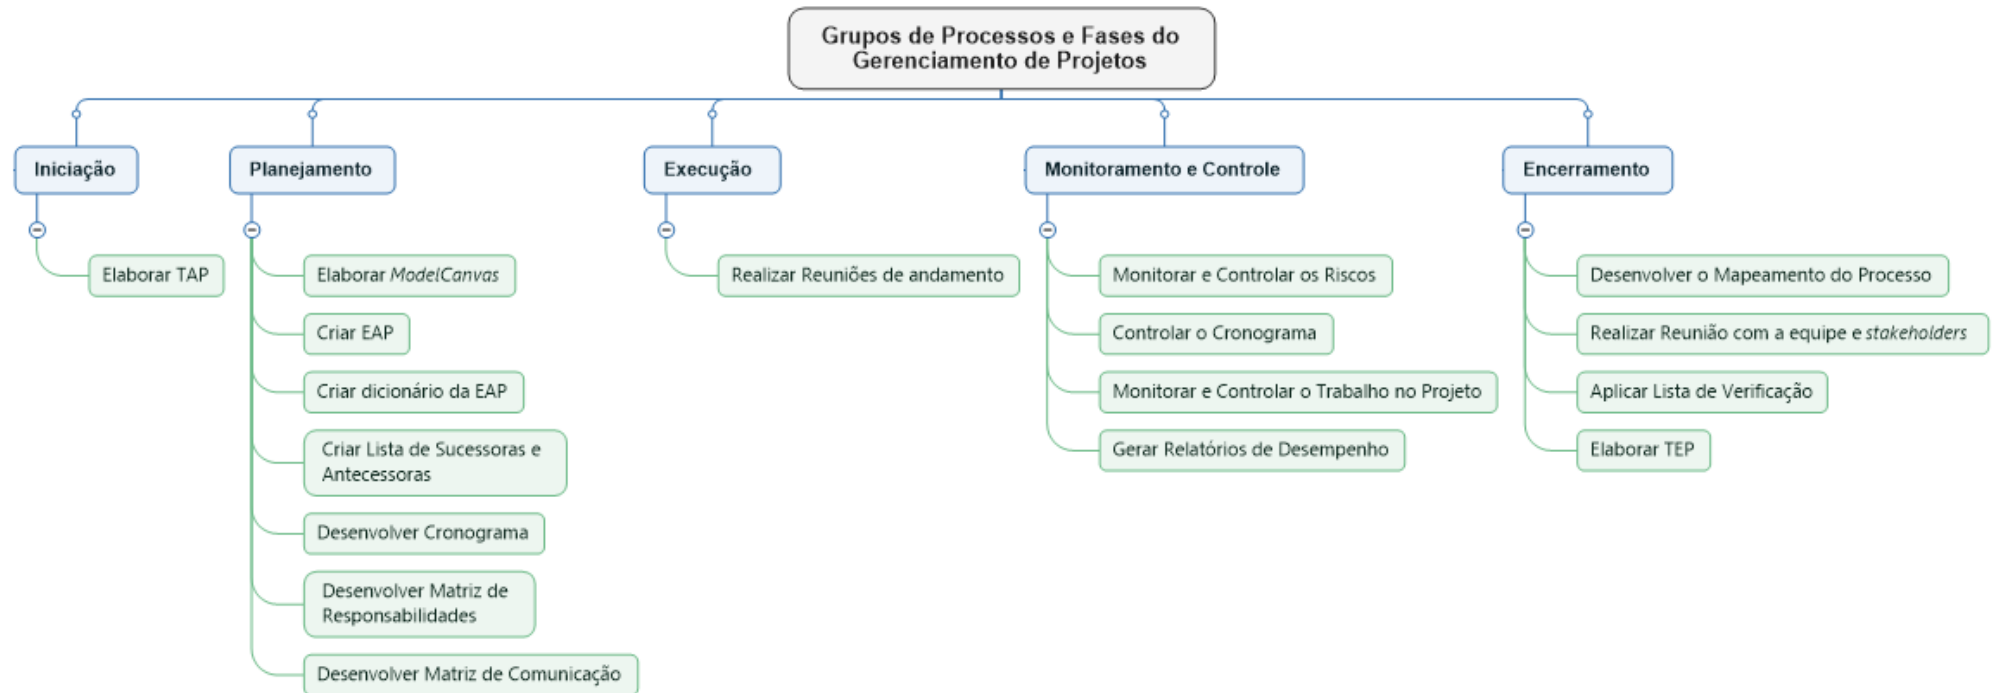 Grupos de Processos e Fases do
Gerenciamento de Projetos
Iniciação
Elaborar TAP
Planejamento
Elaborar ModelCanvas
Criar EAP
Criar dicionário da EAP
Criar Lista de Sucessoras e
Antecessoras
Desenvolver Cronograma
Desenvolver Matriz de
Responsabilidades
Desenvolver Matriz de Comunicação
Execução
Realizar Reuniões de andamento
Monitoramento e Controle
Monitorar e Controlar os Riscos
Controlar o Cronograma
Monitorar e Controlar o Trabalho no Projeto
Gerar Relatórios de Desempenho
Encerramento
Desenvolver o Mapeamento do Processo
Realizar Reunião com a equipe e stakeholders
Aplicar Lista de Verificação
Elaborar TEP